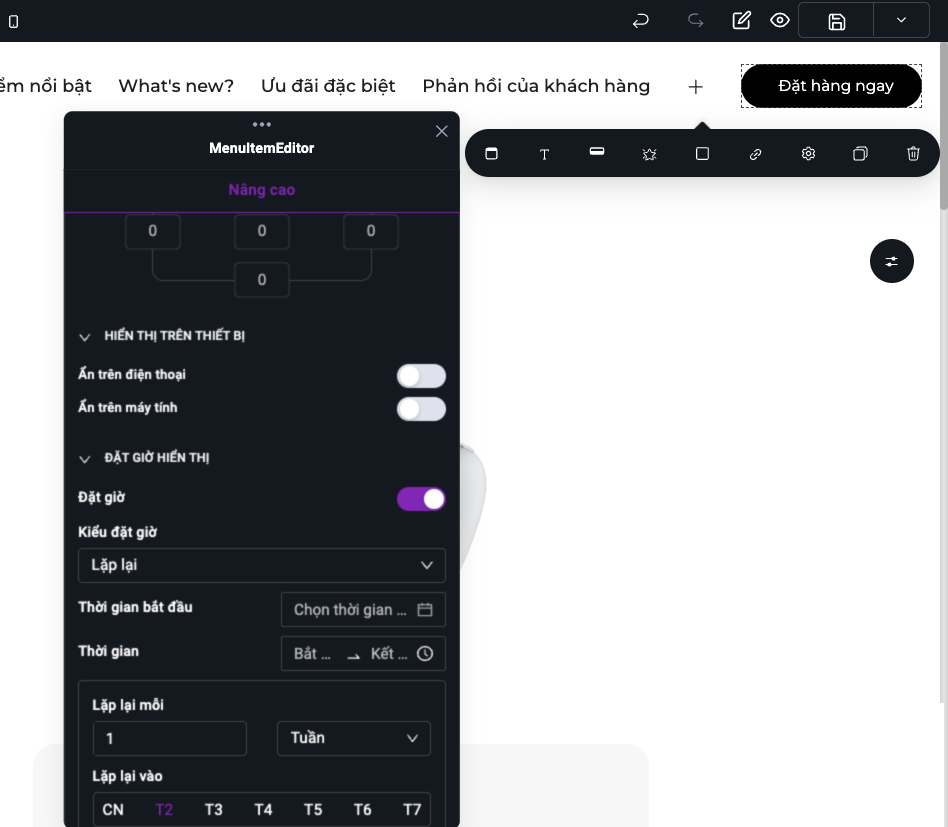 ểm nổi bật What's new? Ưu đãi đặc biệt Phản hồi của khách hàng + Đặt hàng ngay
MenuItemEditor
Nâng cao
0 0 0
0
HIỂN THỊ TRÊN THIẾT BỊ
Ẩn trên điện thoại
Ẩn trên máy tính
ĐẶT GIỜ HIỂN THỊ
Đặt giờ
Kiểu đặt giờ
Lặp lại
Thời gian bắt đầu Chọn thời gian ...
Thời gian Bắt ... Kết ...
Lặp lại mỗi
1 Tuần
Lặp lại vào
CN T2 T3 T4 T5 T6 T7